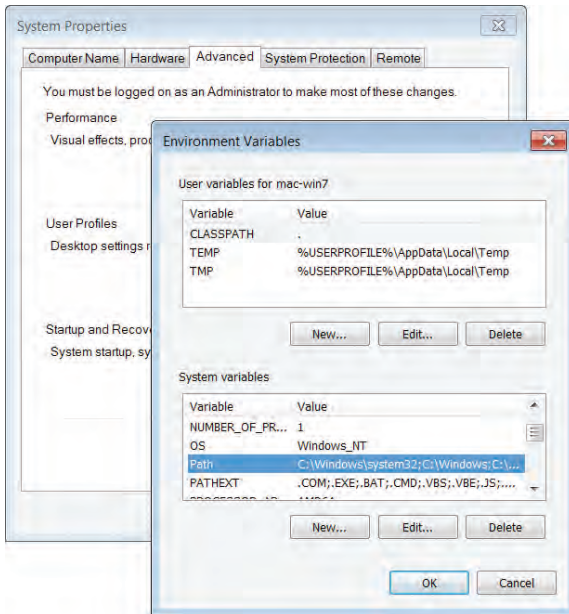 System Properties
Computer Name Hardware Advanced System Protection Remote
You must be logged on as an Administrator to make most of these changes.
Performance
Visual effects, proc
Environment Variables
User variables for mac-win7
Variable Value
CLASSPATH .
TEMP %USERPROFILE%\AppData\Local\Temp
TMP %USERPROFILE%\AppData\Local\Temp
User Profiles
Desktop settings r
New... Edit... Delete
Startup and Recov
System startup, sy
System variables
Variable Value
NUMBER_OF_PR... 1
OS Windows_NT
Path C:\Windows\system32;C:\Windows;C:\...
PATHEXT .COM;.EXE;.BAT;.CMD;.VBS;.VBE;.JS;....
New... Edit... Delete
OK Cancel